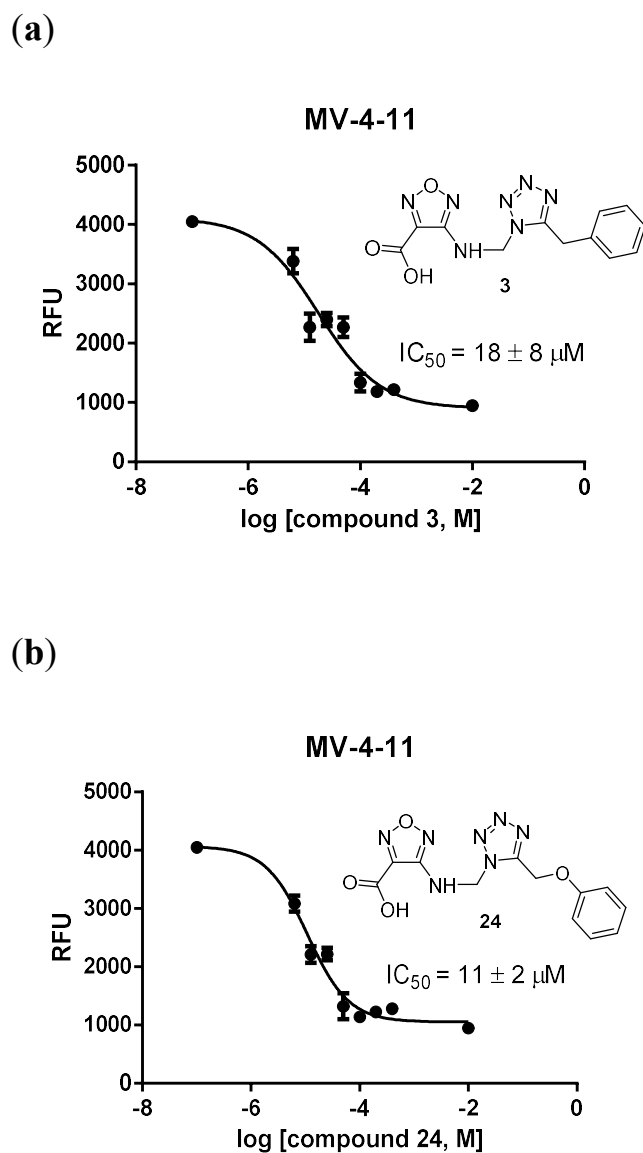 (a)
MV-4-11
5000
4000
3000
2000
1000
0
RFU
-8
-6
-4
-2
0
log [compound 3, M]
O
N
N
N
N
N
N
O
OH
NH
3
IC50 = 18 ± 8 μM
(b)
MV-4-11
5000
4000
3000
2000
1000
0
RFU
-8
-6
-4
-2
0
log [compound 24, M]
O
N
N
N
N
N
N
O
OH
NH
O
24
IC50 = 11 ± 2 μM